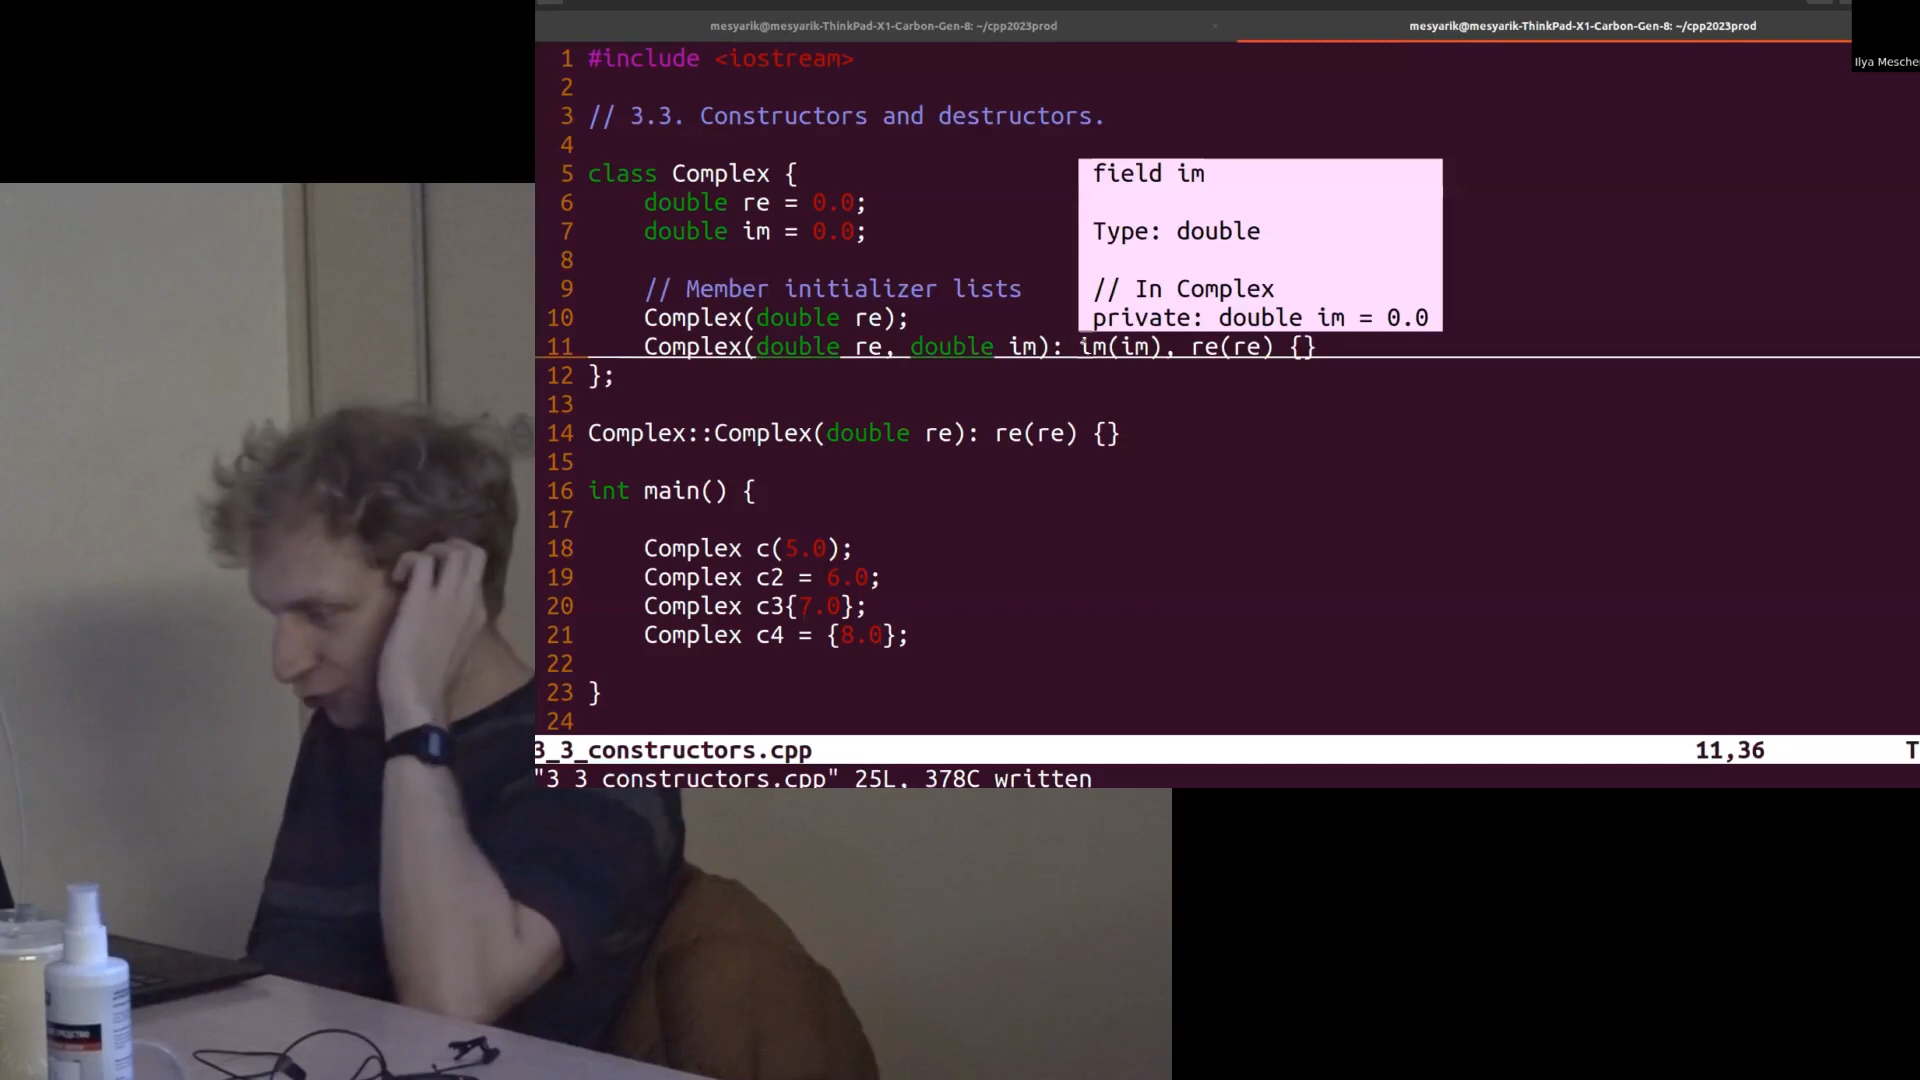 mesyarik@mesyarik-ThinkPad-X1-Carbon-Gen-8: ~/cpp2023prod
mesyarik@mesyarik-ThinkPad-X1-Carbon-Gen-8: ~/cpp2023prod
Ilya Mesche
1 #include <iostream>
2
3 // 3.3. Constructors and destructors.
4
5 class Complex {
6 double re = 0.0;
7 double im = 0.0;
8
9 // Member initializer lists
10 Complex(double re);
11 Complex(double re, double im): im(im), re(re) {}
12 };
13
14 Complex::Complex(double re): re(re) {}
15
16 int main() {
17
18 Complex c(5.0);
19 Complex c2 = 6.0;
20 Complex c3{7.0};
21 Complex c4 = {8.0};
22
23 }
24
field im
Type: double
// In Complex
private: double im = 0.0
3_3_constructors.cpp 11,36 T
"3_3_constructors.cpp" 25L, 378C written